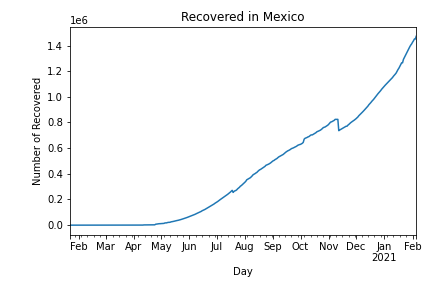 Recovered in Mexico
1e6
1.4
1.2
1.0
0.8
0.6
0.4
0.2
0.0
Number of Recovered
Feb Mar Apr May Jun Jul Aug Sep Oct Nov Dec Jan Feb
2021
Day